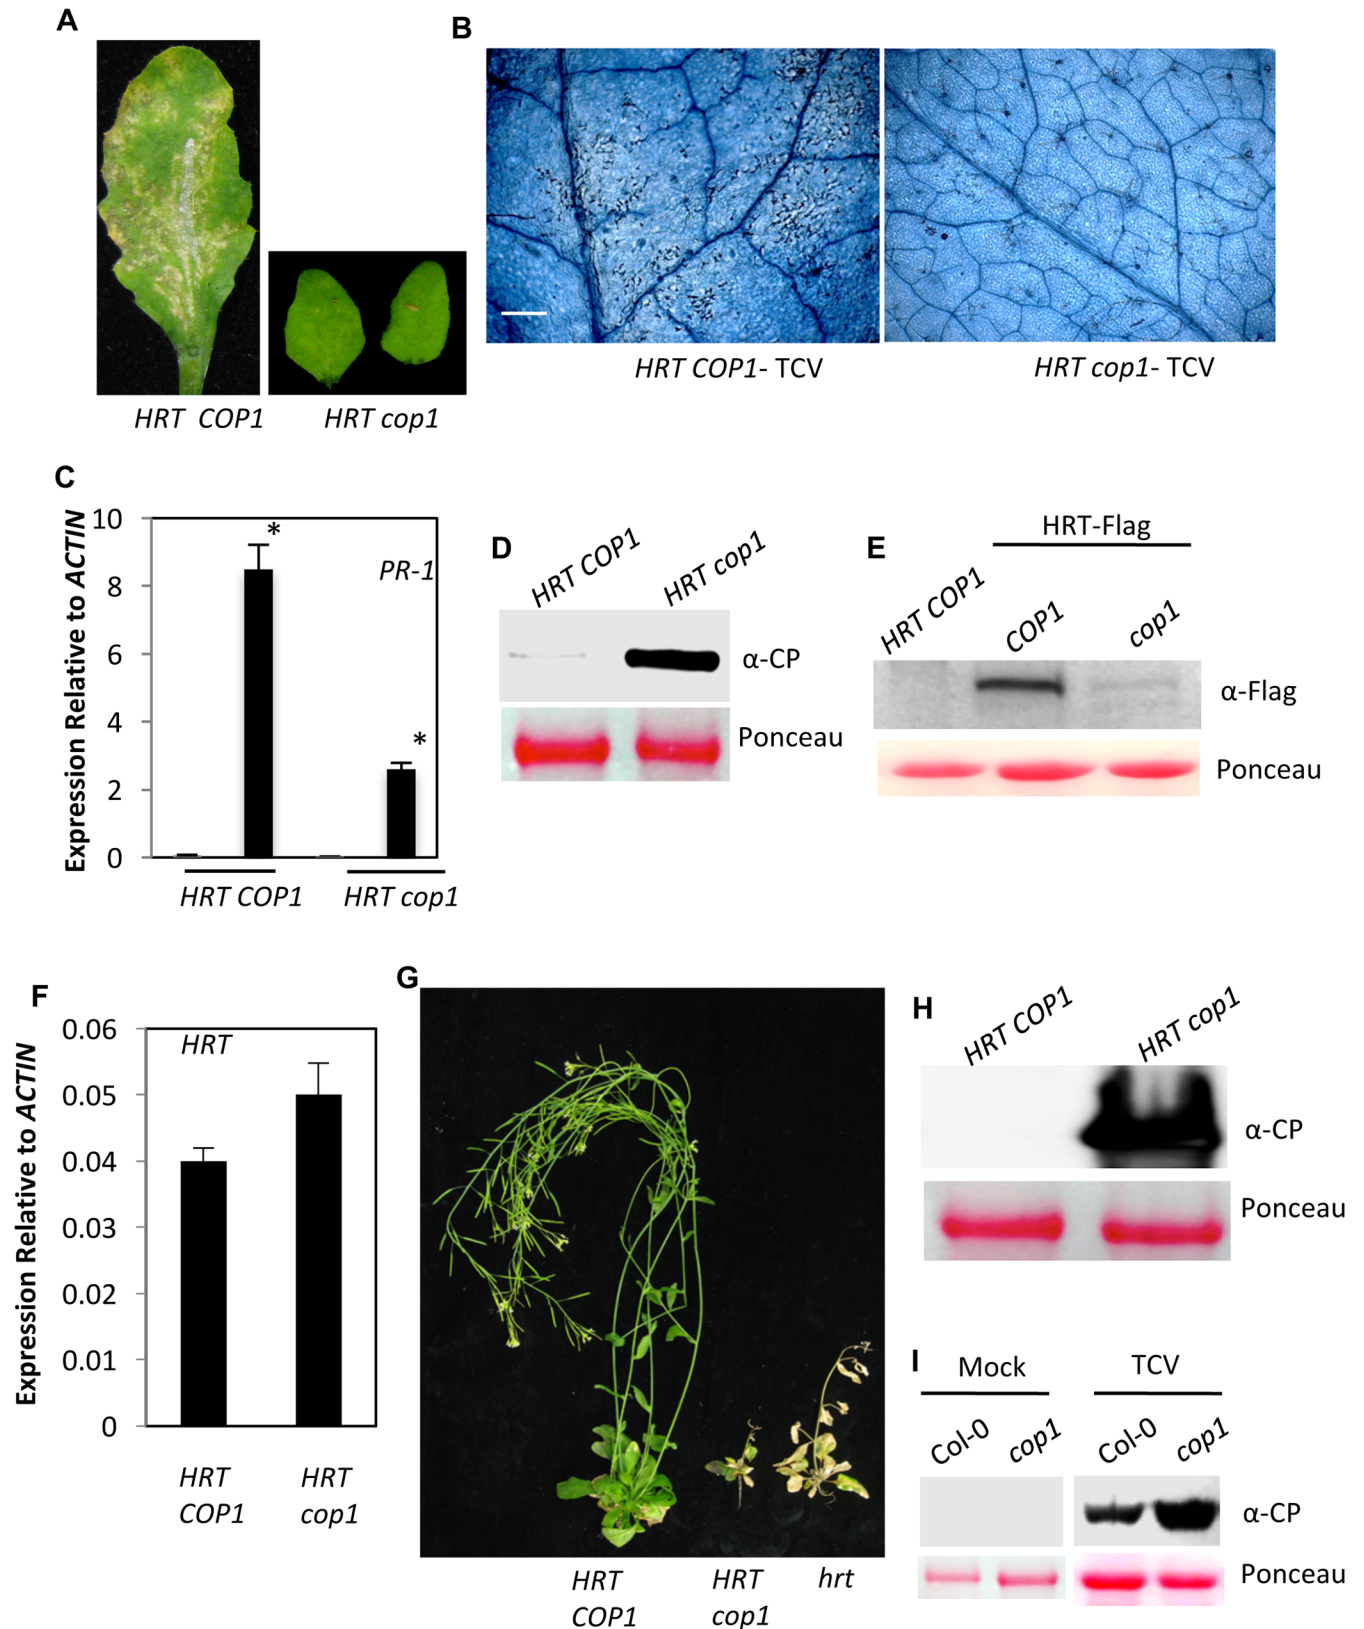 A
HRT COP1
HRT cop1
B
HRT COP1- TCV
HRT cop1- TCV
C
Expression Relative to ACTIN
10
8
6
4
2
0
*
*
PR-1
HRT COP1
HRT cop1
D
HRT COP1
HRT cop1
α-CP
Ponceau
E
HRT-Flag
HRT COP1
COP1
cop1
α-Flag
Ponceau
F
Expression Relative to ACTIN
0.06
0.05
0.04
0.03
0.02
0.01
0
HRT
HRT
COP1
HRT
cop1
G
HRT
COP1
HRT
cop1
hrt
H
HRT COP1
HRT cop1
α-CP
Ponceau
I
Mock
TCV
Col-0
cop1
Col-0
cop1
α-CP
Ponceau